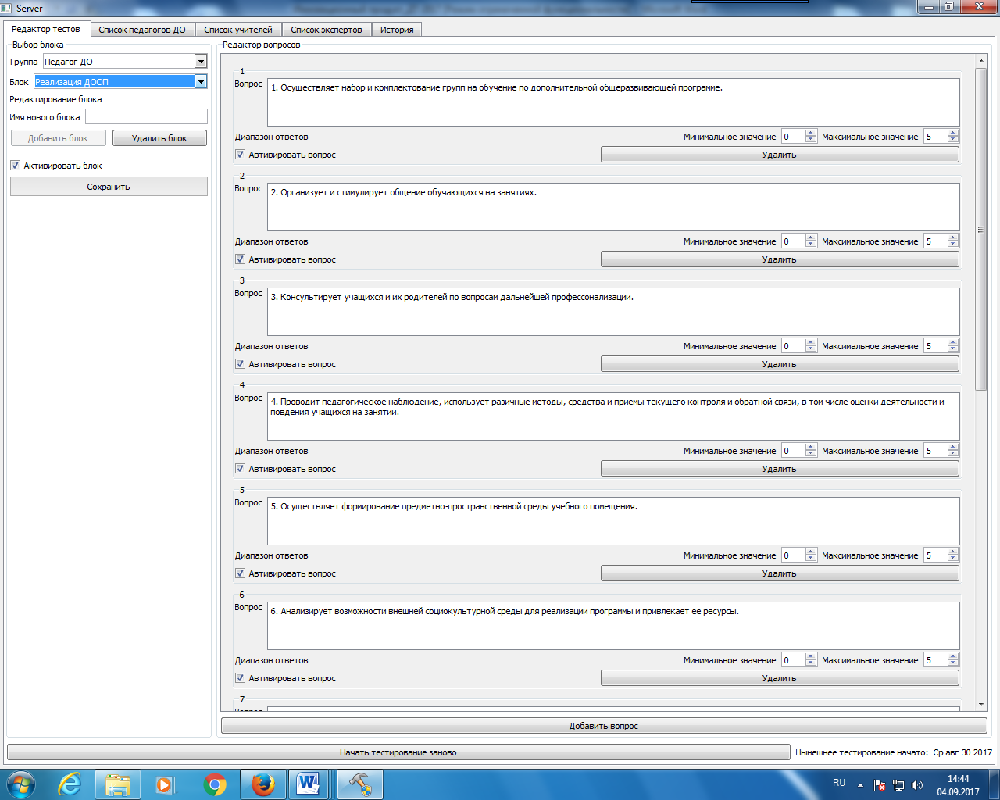 Server
Редактор тестов
Список педагогов ДО
Список учителей
Список экспертов
История
Выбор блока
Группа Педагог ДО
Блок Реализация ДООП
Редактирование блока
Имя нового блока
Добавить блок
Удалить блок
Активировать блок
Сохранить
Редактор вопросов
1
Вопрос
1. Осуществляет набор и комплектование групп на обучение по дополнительной общеразвивающей программе.
Диапазон ответов Минимальное значение 0 Максимальное значение 5
Автивировать вопрос Удалить
2
Вопрос
2. Организует и стимулирует общение обучающихся на занятиях.
Диапазон ответов Минимальное значение 0 Максимальное значение 5
Автивировать вопрос Удалить
3
Вопрос
3. Консультирует учащихся и их родителей по вопросам дальнейшей профессонализации.
Диапазон ответов Минимальное значение 0 Максимальное значение 5
Автивировать вопрос Удалить
4
Вопрос
4. Проводит педагогическое наблюдение, использует разичные методы, средства и приемы текущего контроля и обратной связи, в том числе оценки деятельности и
повдения учащихся на занятии.
Диапазон ответов Минимальное значение 0 Максимальное значение 5
Автивировать вопрос Удалить
5
Вопрос
5. Осуществляет формирование предметно-пространственной среды учебного помещения.
Диапазон ответов Минимальное значение 0 Максимальное значение 5
Автивировать вопрос Удалить
6
Вопрос
6. Анализирует возможности внешней социокультурной среды для реализации программы и привлекает ее ресурсы.
Диапазон ответов Минимальное значение 0 Максимальное значение 5
Автивировать вопрос Удалить
7
Вопрос
Добавить вопрос
Начать тестирование заново
Нынешнее тестирование начато: Ср авг 30 2017
RU
14:44
04.09.2017